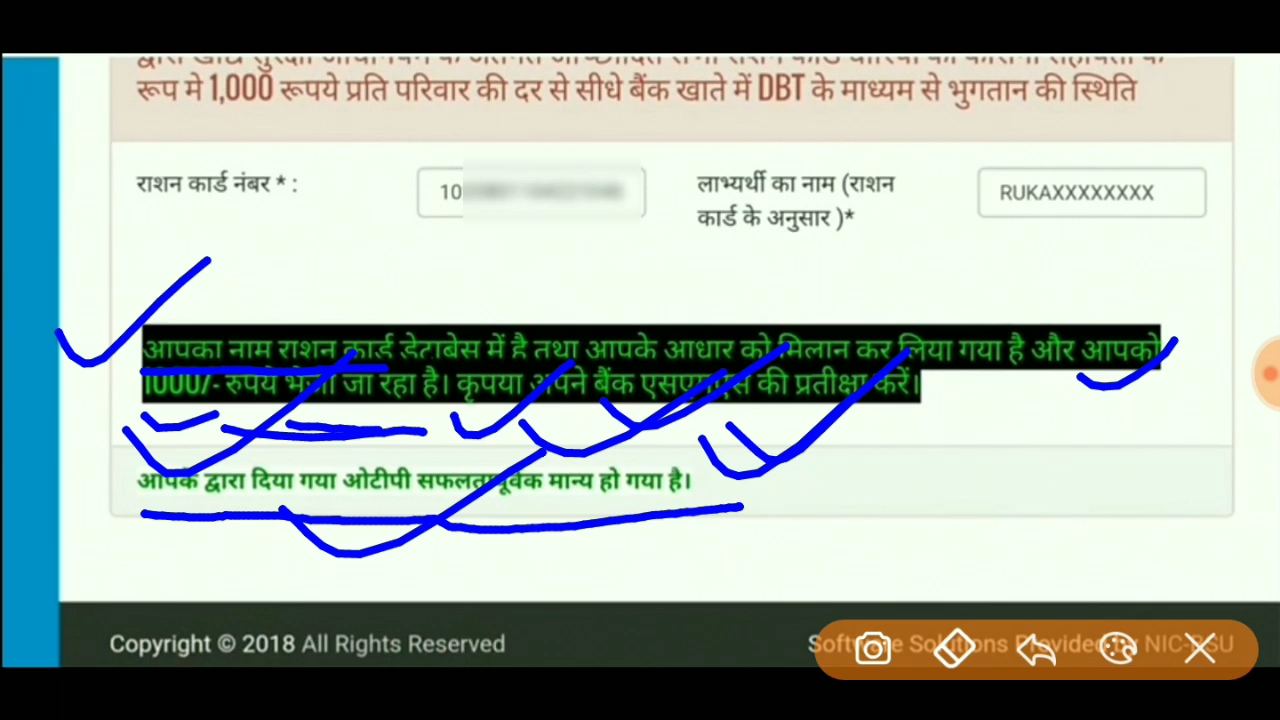 रूप मे 1,000 रूपये प्रति परिवार की दर से सीधे बैंक खाते में DBT के माध्यम से भुगतान की स्थिति
राशन कार्ड नंबर * :
10
लाभ्यर्थी का नाम (राशन
कार्ड के अनुसार )*
RUKAXXXXXXXX
आपका नाम राशन कार्ड डेटाबेस में है तथा आपके आधार को मिलान कर लिया गया है और आपको
1000/- रुपये भेजा जा रहा है। कृपया अपने बैंक एसएमएस की प्रतीक्षा करें।
आपके द्वारा दिया गया ओटीपी सफलतापूर्वक मान्य हो गया है।
Copyright © 2018 All Rights Reserved
Software Solutions Provided by NIC-BSU